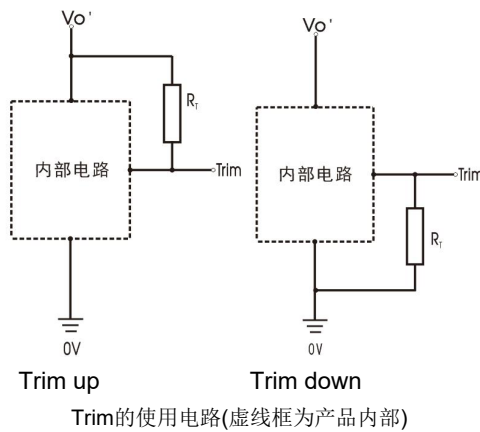 Vo'
Vo'
R_T
内部电路
Trim
内部电路
Trim
R_T
0V
0V
Trim up
Trim down
Trim的使用电路(虚线框为产品内部)